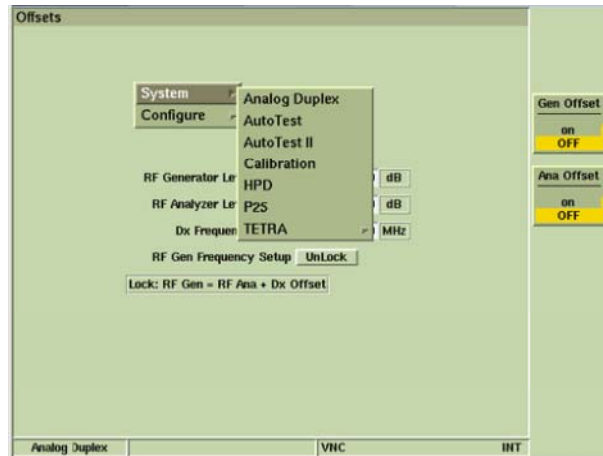 Offsets
System
Configure
Analog Duplex
AutoTest
AutoTest II
Calibration
HPD
P25
TETRA
RF Generator Le
dB
RF Analyzer Le
dB
Dx Frequen
MHz
RF Gen Frequency Setup UnLock
Lock: RF Gen = RF Ana + Dx Offset
Gen Offset
on
OFF
Ana Offset
on
OFF
Analog Duplex VNC INT